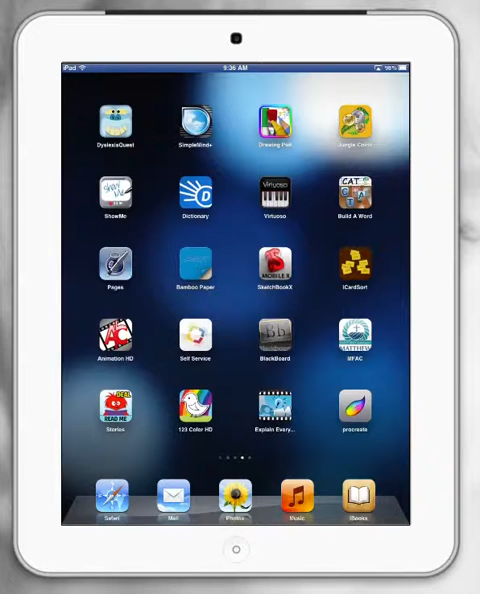 iPad 9:36 AM 98%
DyslexiaQuest SimpleMind+ Drawing Pad Jungle Coins
ShowMe Dictionary Virtuoso Build A Word
Pages Bamboo Paper SketchBookX iCardSort
Animation HD Self Service BlackBoard MFAC
Stories 123 Color HD Explain Every... procreate
Safari Mail Photos Music iBooks